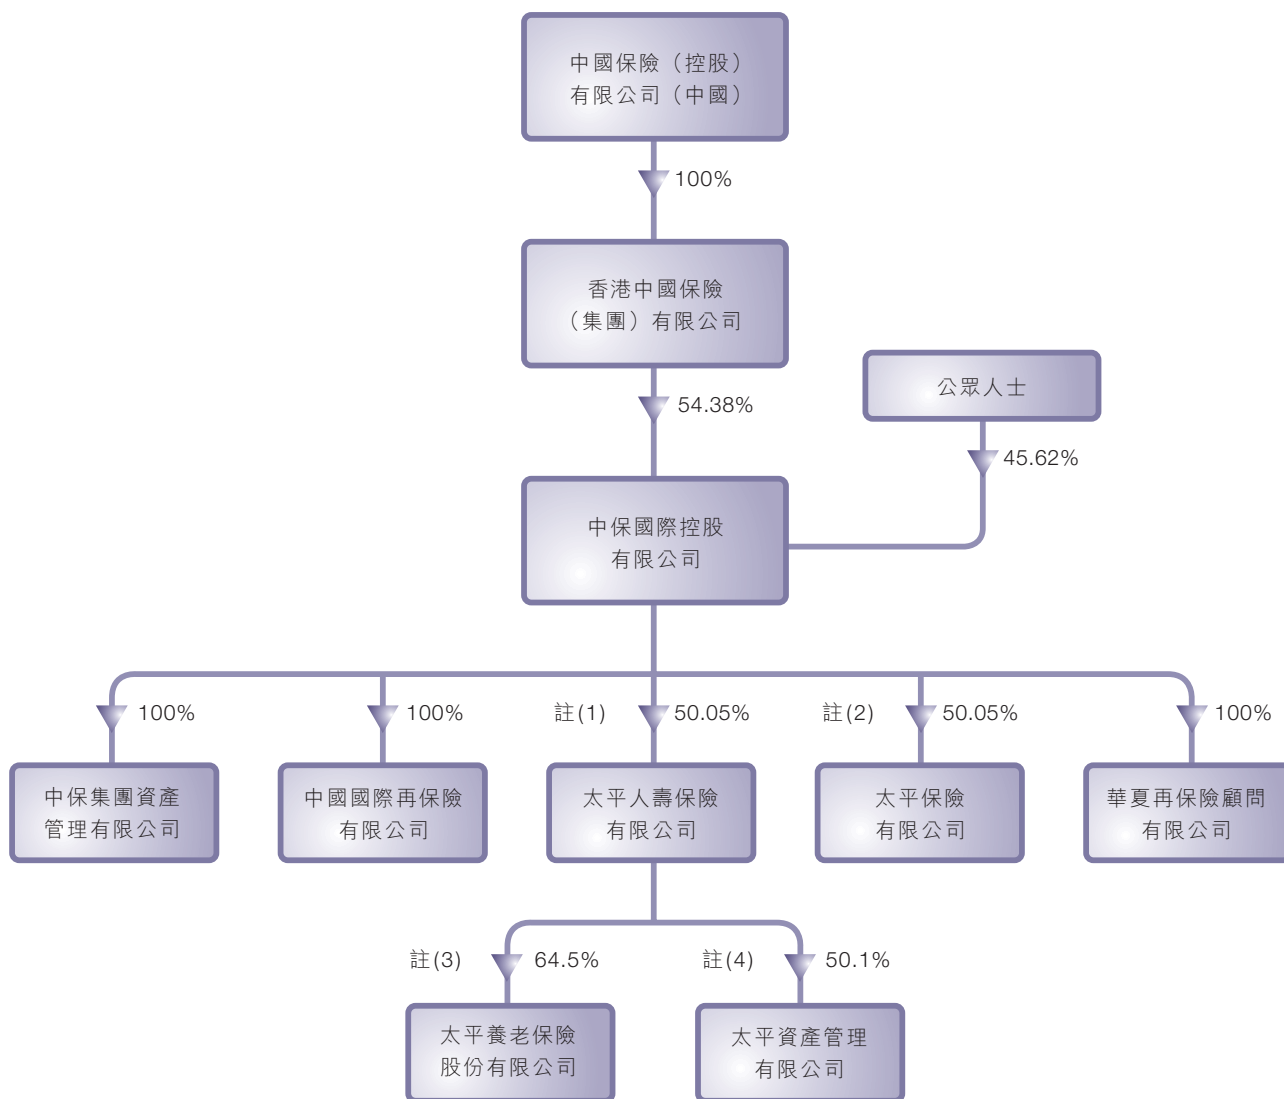 中國保險（控股）
有限公司（中國）
100%
香港中國保險
（集團）有限公司
54.38%
公眾人士
45.62%
中保國際控股
有限公司
100%
100%
註(1)
50.05%
註(2)
50.05%
100%
中保集團資產
管理有限公司
中國國際再保險
有限公司
太平人壽保險
有限公司
太平保險
有限公司
華夏再保險顧問
有限公司
註(3)
64.5%
註(4)
50.1%
太平養老保險
股份有限公司
太平資產管理
有限公司